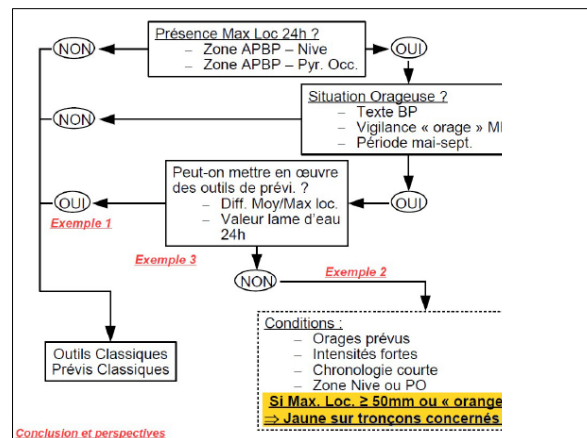 Présence Max Loc 24h ?
– Zone APBP – Nive
– Zone APBP – Pyr. Occ.
NON
OUI
Situation Orageuse ?
– Texte BP
– Vigilance « orage »
– Période mai-sept.
NON
Peut-on mettre en œuvre
des outils de prévi. ?
– Diff. Moy/Max loc.
– Valeur lame d'eau
24h
OUI
OUI
Exemple 1
Exemple 3
NON
Exemple 2
Outils Classiques
Prévis Classiques
Conditions :
– Orages prévus
– Intensités fortes
– Chronologie courte
– Zone Nive ou PO
Si Max. Loc. ≥ 50mm ou « orange
⇒ Jaune sur tronçons concernés
Conclusion et perspectives